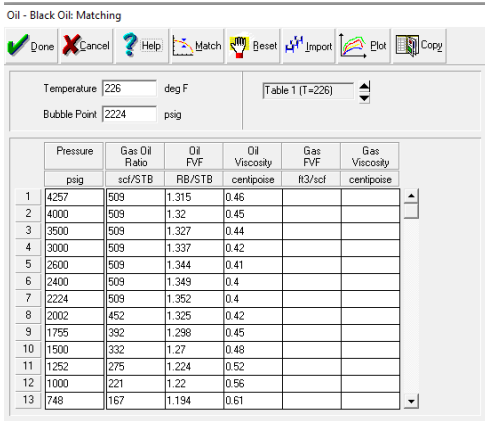 Oil - Black Oil: Matching
Done Cancel Help Match Reset Import Plot Copy
Temperature 226 deg F Table 1 (T=226)
Bubble Point 2224 psig
Pressure Gas Oil Ratio Oil FVF Oil Viscosity Gas FVF Gas Viscosity
psig scf/STB RB/STB centipoise ft3/scf centipoise
1 4257 509 1.315 0.46
2 4000 509 1.32 0.45
3 3500 509 1.327 0.44
4 3000 509 1.337 0.42
5 2600 509 1.344 0.41
6 2400 509 1.349 0.4
7 2224 509 1.352 0.4
8 2002 452 1.325 0.42
9 1755 392 1.298 0.45
10 1500 332 1.27 0.48
11 1252 275 1.224 0.52
12 1000 221 1.22 0.56
13 748 167 1.194 0.61